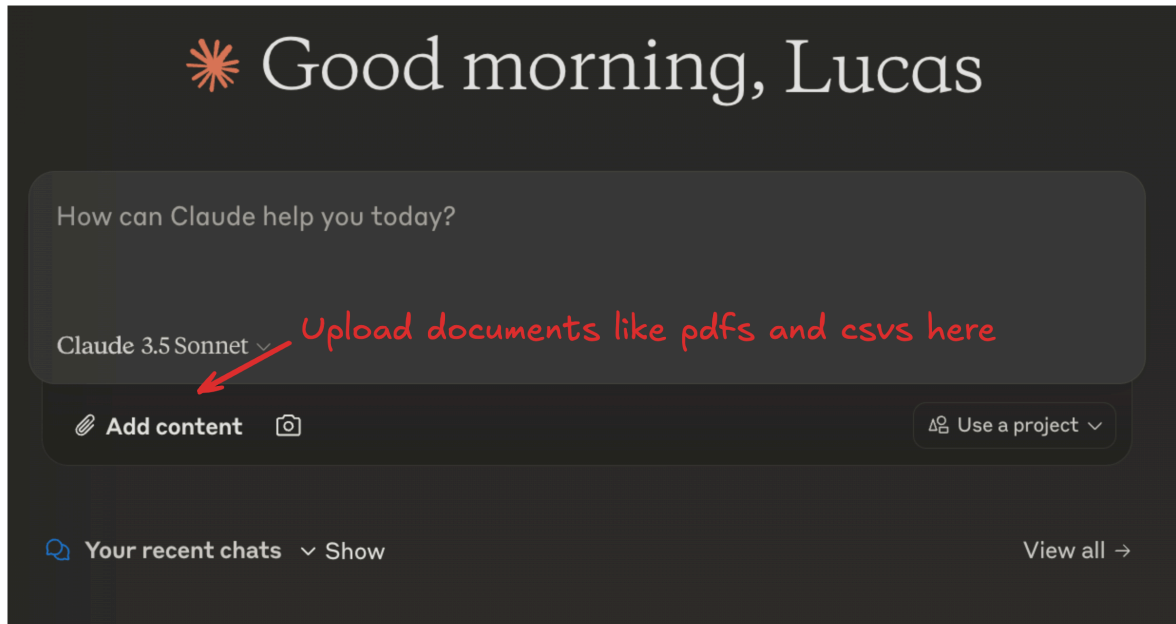 Good morning, Lucas
How can Claude help you today?
Upload documents like pdfs and csvs here
Claude 3.5 Sonnet
Add content
Use a project
Your recent chats Show View all →